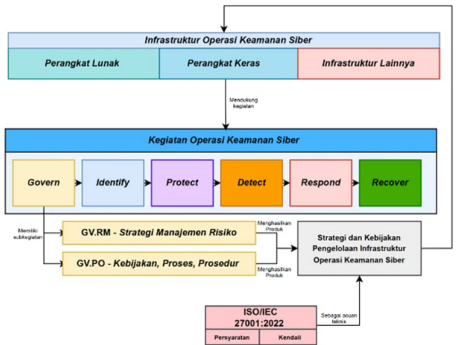 Infrastruktur Operasi Keamanan Siber
Perangkat Lunak
Perangkat Keras
Infrastruktur Lainnya
Mendukung
kegiatan
Kegiatan Operasi Keamanan Siber
Govern
Identify
Protect
Detect
Respond
Recover
Memiliki
subkegiatan
GV.RM - Strategi Manajemen Risiko
Menghasilkan
Produk
GV.PO - Kebijakan, Proses, Prosedur
Menghasilkan
Produk
Strategi dan Kebijakan
Pengelolaan Infrastruktur
Operasi Keamanan Siber
ISO/IEC
27001:2022
Persyaratan
Kendali
Sebagai acuan
teknis